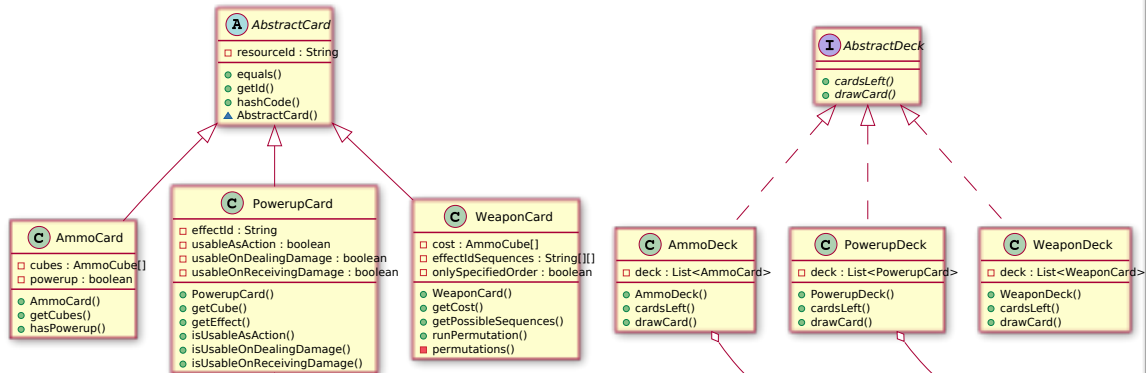 A AbstractCard
resourceId : String
equals()
getId()
hashCode()
AbstractCard()
I AbstractDeck
cardsLeft()
drawCard()
C AmmoCard
cubes : AmmoCube[]
powerup : boolean
AmmoCard()
getCubes()
hasPowerup()
C PowerupCard
effectId : String
usableAsAction : boolean
usableOnDealingDamage : boolean
usableOnReceivingDamage : boolean
PowerupCard()
getCube()
getEffect()
isUsableAsAction()
isUsableOnDealingDamage()
isUsableOnReceivingDamage()
C WeaponCard
cost : AmmoCube[]
effectIdSequences : String[][]
onlySpecifiedOrder : boolean
WeaponCard()
getCost()
getPossibleSequences()
runPermutation()
permutations()
C AmmoDeck
deck : List<AmmoCard>
AmmoDeck()
cardsLeft()
drawCard()
C PowerupDeck
deck : List<PowerupCard>
PowerupDeck()
cardsLeft()
drawCard()
C WeaponDeck
deck : List<WeaponCard>
WeaponDeck()
cardsLeft()
drawCard()